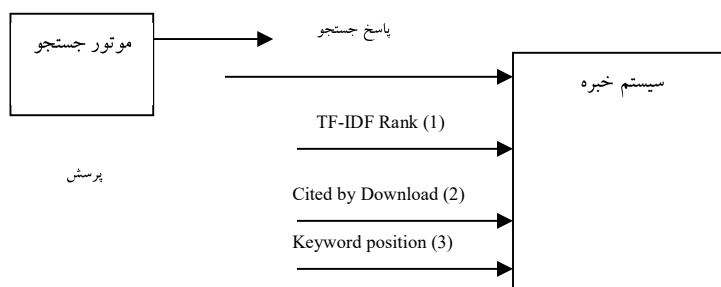 موتور جستجو
پاسخ جستجو
سیستم خبره
TF-IDF Rank (1)
پرسش
Cited by Download (2)
Keyword position (3)